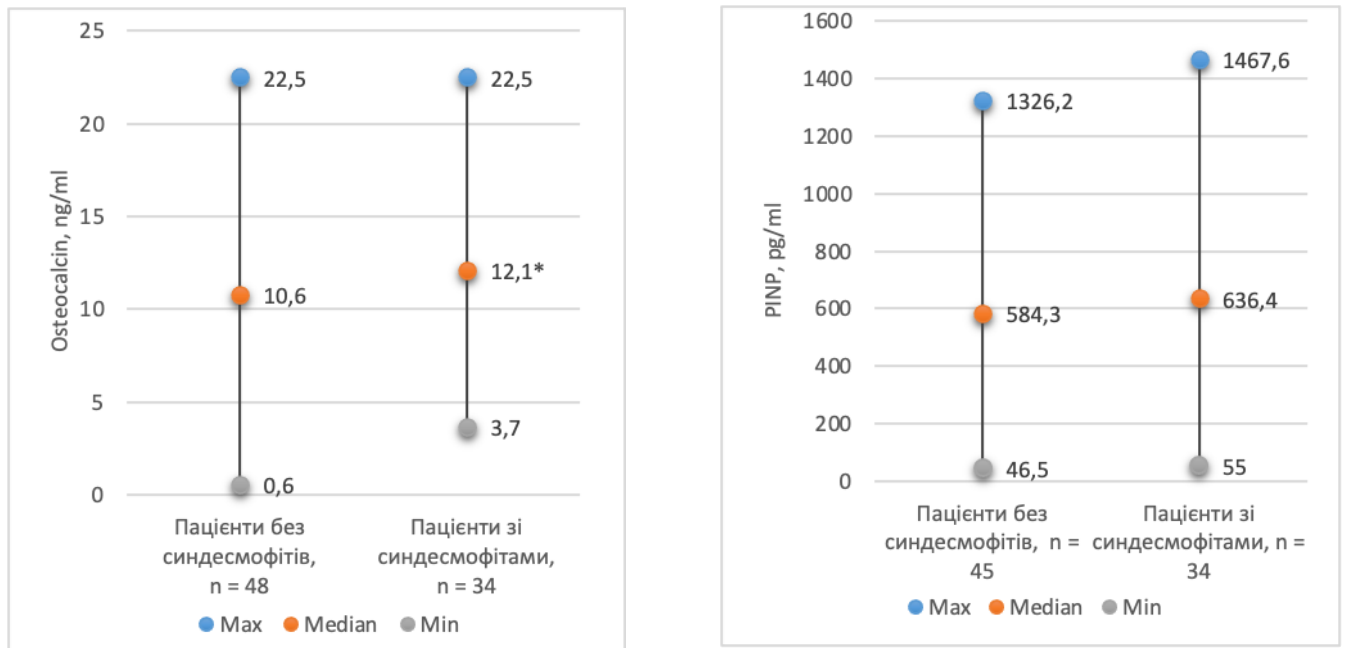 25
20
15
10
5
0
Osteocalcin, ng/ml
22,5
22,5
10,6
12,1*
0,6
3,7
Пацієнти без
синдесмофітів,
n = 48
Пацієнти зі
синдесмофітами,
n = 34
Max Median Min
1600
1400
1200
1000
800
600
400
200
0
PINP, pg/ml
1326,2
1467,6
584,3
636,4
46,5
55
Пацієнти без
синдесмофітів, n =
45
Пацієнти зі
синдесмофітами, n =
34
Max Median Min